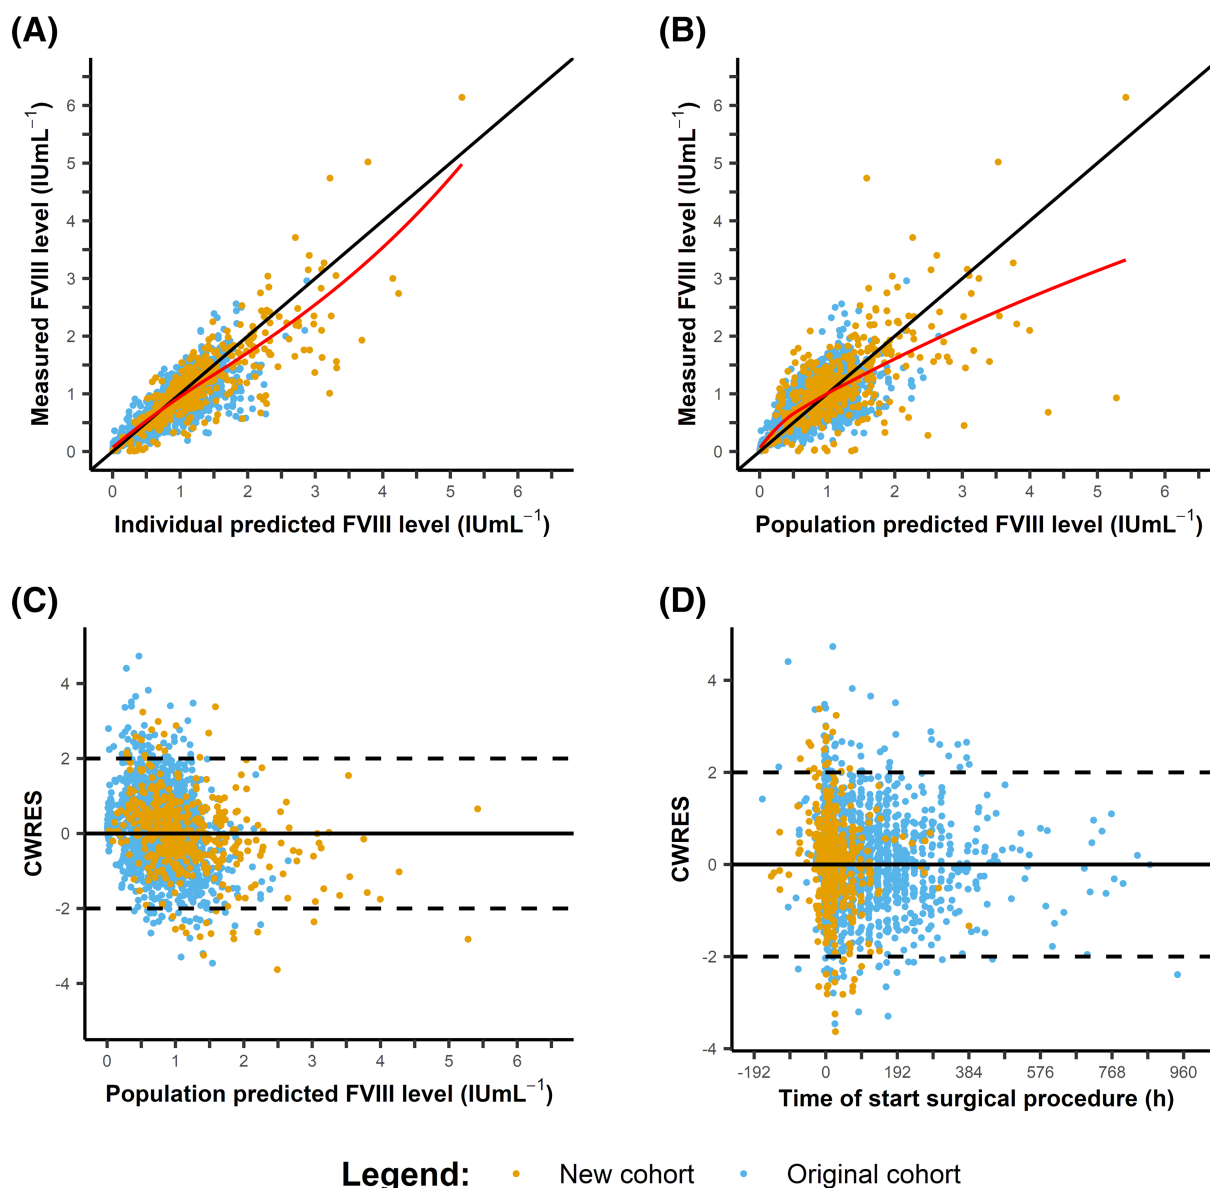 (A)
Measured FVIII level (IUmL⁻¹)
6
5
4
3
2
1
0
0 1 2 3 4 5 6
Individual predicted FVIII level (IUmL⁻¹)
(B)
Measured FVIII level (IUmL⁻¹)
6
5
4
3
2
1
0
0 1 2 3 4 5 6
Population predicted FVIII level (IUmL⁻¹)
(C)
CWRES
4
2
0
-2
-4
0 1 2 3 4 5 6
Population predicted FVIII level (IUmL⁻¹)
(D)
CWRES
4
2
0
-2
-4
-192 0 192 384 576 768 960
Time of start surgical procedure (h)
Legend: New cohort Original cohort